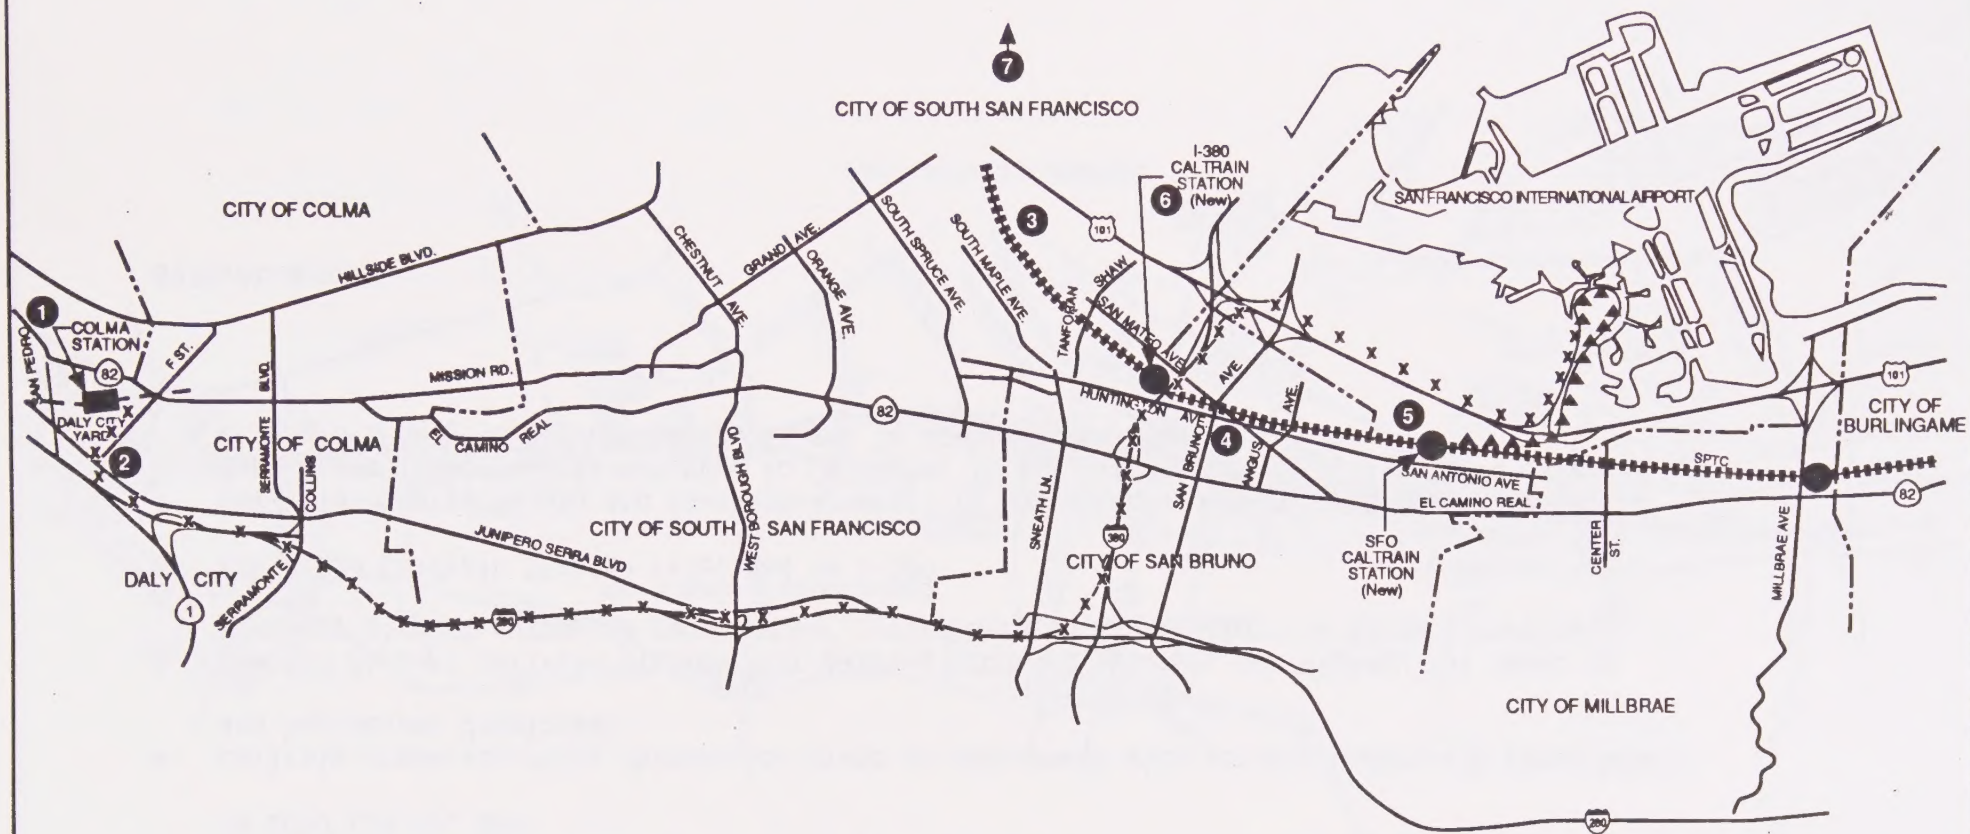 7
CITY OF SOUTH SAN FRANCISCO
I-380
CALTRAIN
STATION
(New)
6
SAN FRANCISCO INTERNATIONAL AIRPORT
3
101
CITY OF COLMA
HILLSIDE BLVD.
CHESTNUT AVE.
GRAND AVE.
ORANGE AVE.
SOUTH SPRUCE AVE.
SOUTH MAPLE AVE.
TANFORAN
SHAW
SAN MATEO AVE
1
COLMA
STATION
SAN PEDRO
82
F ST.
DALY CITY
YARD
2
SERRAMONTE BLVD.
MISSION RD.
EL CAMINO REAL
CITY OF COLMA
COLLINS
82
HUNTINGTON AVE
SAN BRUNO AVE
4
ANGUS AVE.
5
SAN ANTONIO AVE
SPTC
EL CAMINO REAL
82
101
CITY OF
BURLINGAME
SFO
CALTRAIN
STATION
(New)
CENTER ST.
MILLBRAE AVE
SNEATH LN.
380
CITY OF SAN BRUNO
CITY OF SOUTH SAN FRANCISCO
WEST BOROUGH BLVD
JUNIPERO SERRA BLVD
DALY CITY
1
SERRAMONTE
280
CITY OF MILLBRAE
280